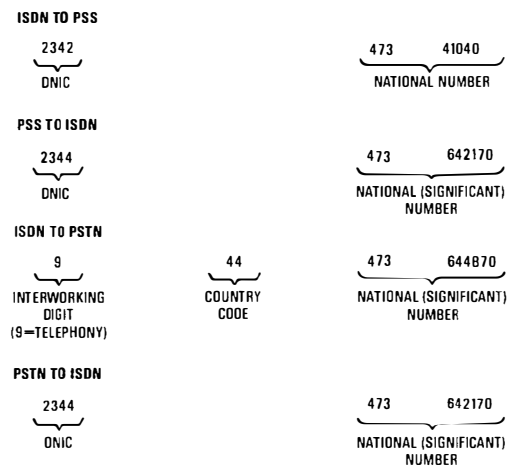 ISDN TO PSS
2342 473 41040
DNIC NATIONAL NUMBER
PSS TO ISDN
2344 473 642170
DNIC NATIONAL (SIGNIFICANT)
NUMBER
ISDN TO PSTN
9 44 473 644870
INTERWORKING COUNTRY NATIONAL (SIGNIFICANT)
DIGIT CODE NUMBER
(9=TELEPHONY)
PSTN TO ISDN
2344 473 642170
DNIC NATIONAL (SIGNIFICANT)
NUMBER